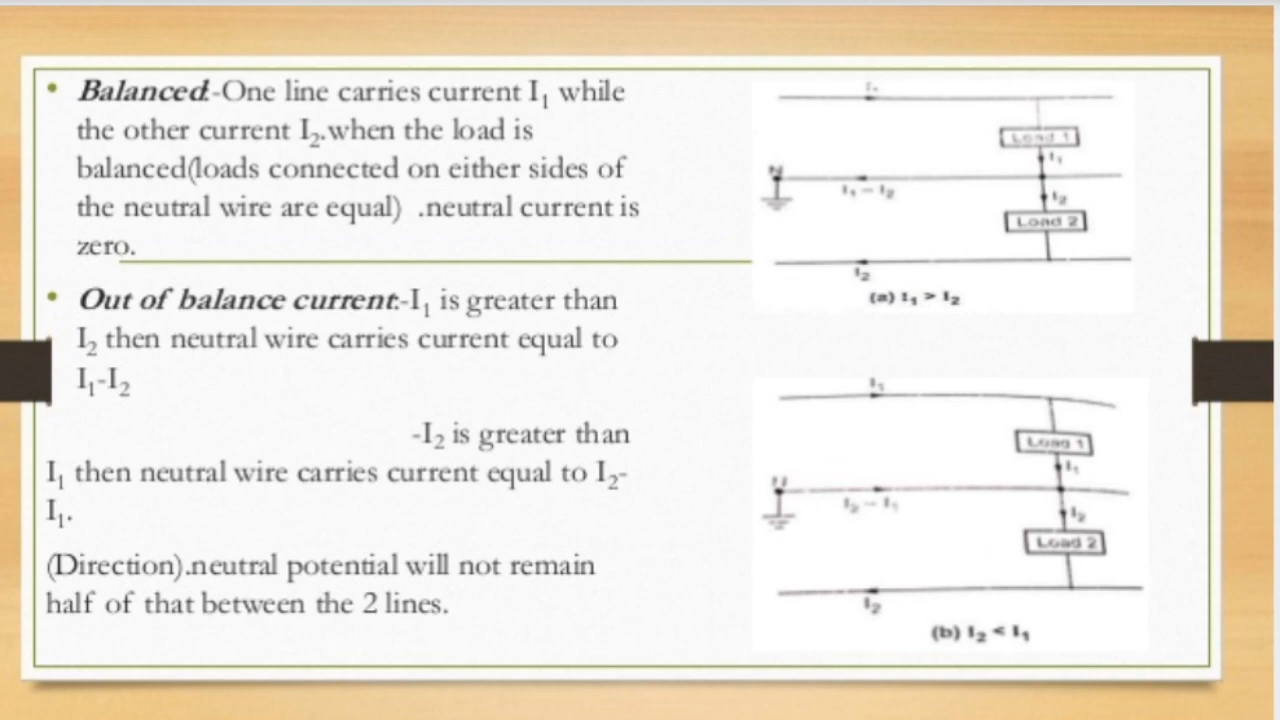 • Balanced:-One line carries current I₁ while
the other current I₂.when the load is
balanced(loads connected on either sides of
the neutral wire are equal) .neutral current is
zero.
• Out of balance current:-I₁ is greater than
I₂ then neutral wire carries current equal to
I₁-I₂
-I₂ is greater than
I₁ then neutral wire carries current equal to I₂-
I₁.
(Direction).neutral potential will not remain
half of that between the 2 lines.
I₁
Load 1
I₁
N
I₁ - I₂
I₂
Load 2
I₂
(a) I₁ > I₂
I₁
Load 1
I₁
N
I₂ - I₁
I₂
Load 2
I₂
(b) I₂ < I₁